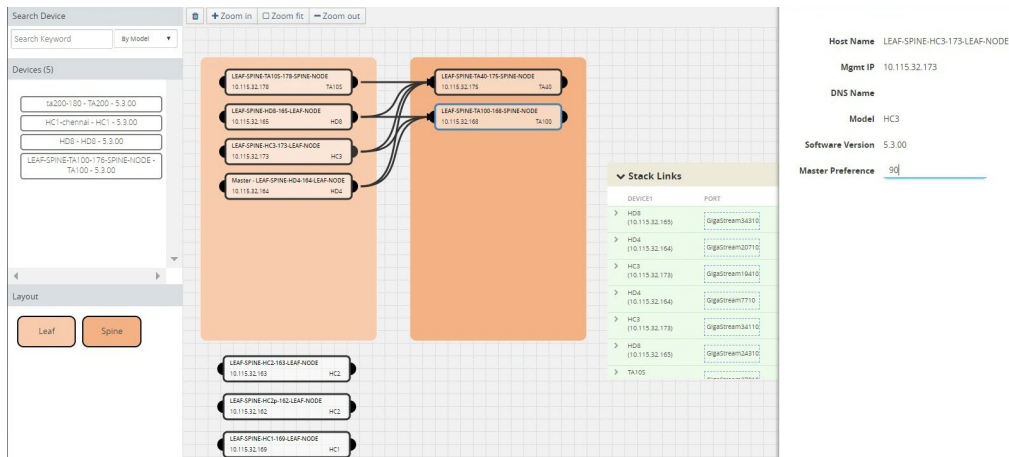 Search Device
Search Keyword
By Model
Devices (5)
ta200-180 - TA200 - 5.3.00
HC1-chennai - HC1 - 5.3.00
HD8 - HD8 - 5.3.00
LEAF-SPINE-TA100-176-SPINE-NODE -
TA100 - 5.3.00
Layout
Leaf
Spine
Zoom in
Zoom fit
Zoom out
LEAF-SPINE-TA10S-178-SPINE-NODE
10.115.32.178 TA10S
LEAF-SPINE-HD8-165-LEAF-NODE
10.115.32.165 HD8
LEAF-SPINE-HC3-173-LEAF-NODE
10.115.32.173 HC3
Master - LEAF-SPINE-HD4-164-LEAF-NODE
10.115.32.164 HD4
LEAF-SPINE-TA40-175-SPINE-NODE
10.115.32.175 TA40
LEAF-SPINE-TA100-168-SPINE-NODE
10.115.32.168 TA100
LEAF-SPINE-HC2-163-LEAF-NODE
10.115.32.163 HC2
LEAF-SPINE-HC2p-162-LEAF-NODE
10.115.32.162 HC2
LEAF-SPINE-HC1-169-LEAF-NODE
10.115.32.169 HC1
Stack Links
DEVICE1 PORT
HD8
(10.115.32.165) GigaStream34310
HD4
(10.115.32.164) GigaStream20710
HC3
(10.115.32.173) GigaStream19410
HD4
(10.115.32.164) GigaStream7710
HC3
(10.115.32.173) GigaStream34110
HD8
(10.115.32.165) GigaStream24310
TA10S
Host Name LEAF-SPINE-HC3-173-LEAF-NODE
Mgmt IP 10.115.32.173
DNS Name
Model HC3
Software Version 5.3.00
Master Preference 90